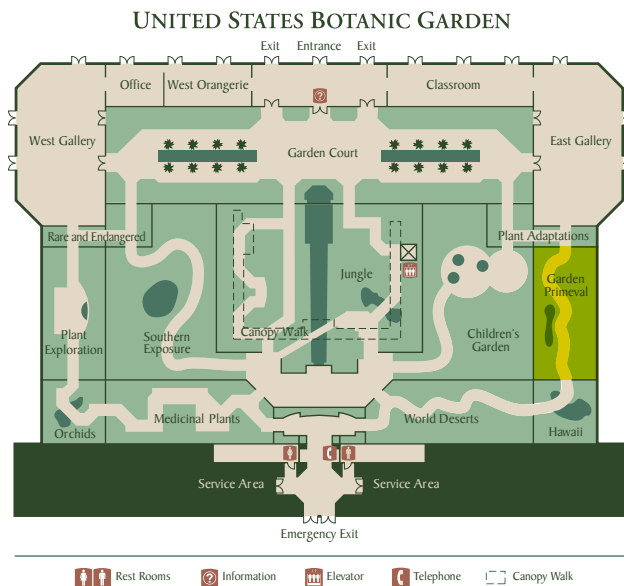 UNITED STATES BOTANIC GARDEN
Exit Entrance Exit
Office West Orangerie Classroom
West Gallery East Gallery
Garden Court
Rare and Endangered Plant Adaptations
Jungle
Garden
Primeval
Plant
Exploration
Southern
Exposure
Canopy Walk
Children's
Garden
Orchids Medicinal Plants World Deserts Hawaii
Service Area Service Area
Emergency Exit
Rest Rooms Information Elevator Telephone Canopy Walk